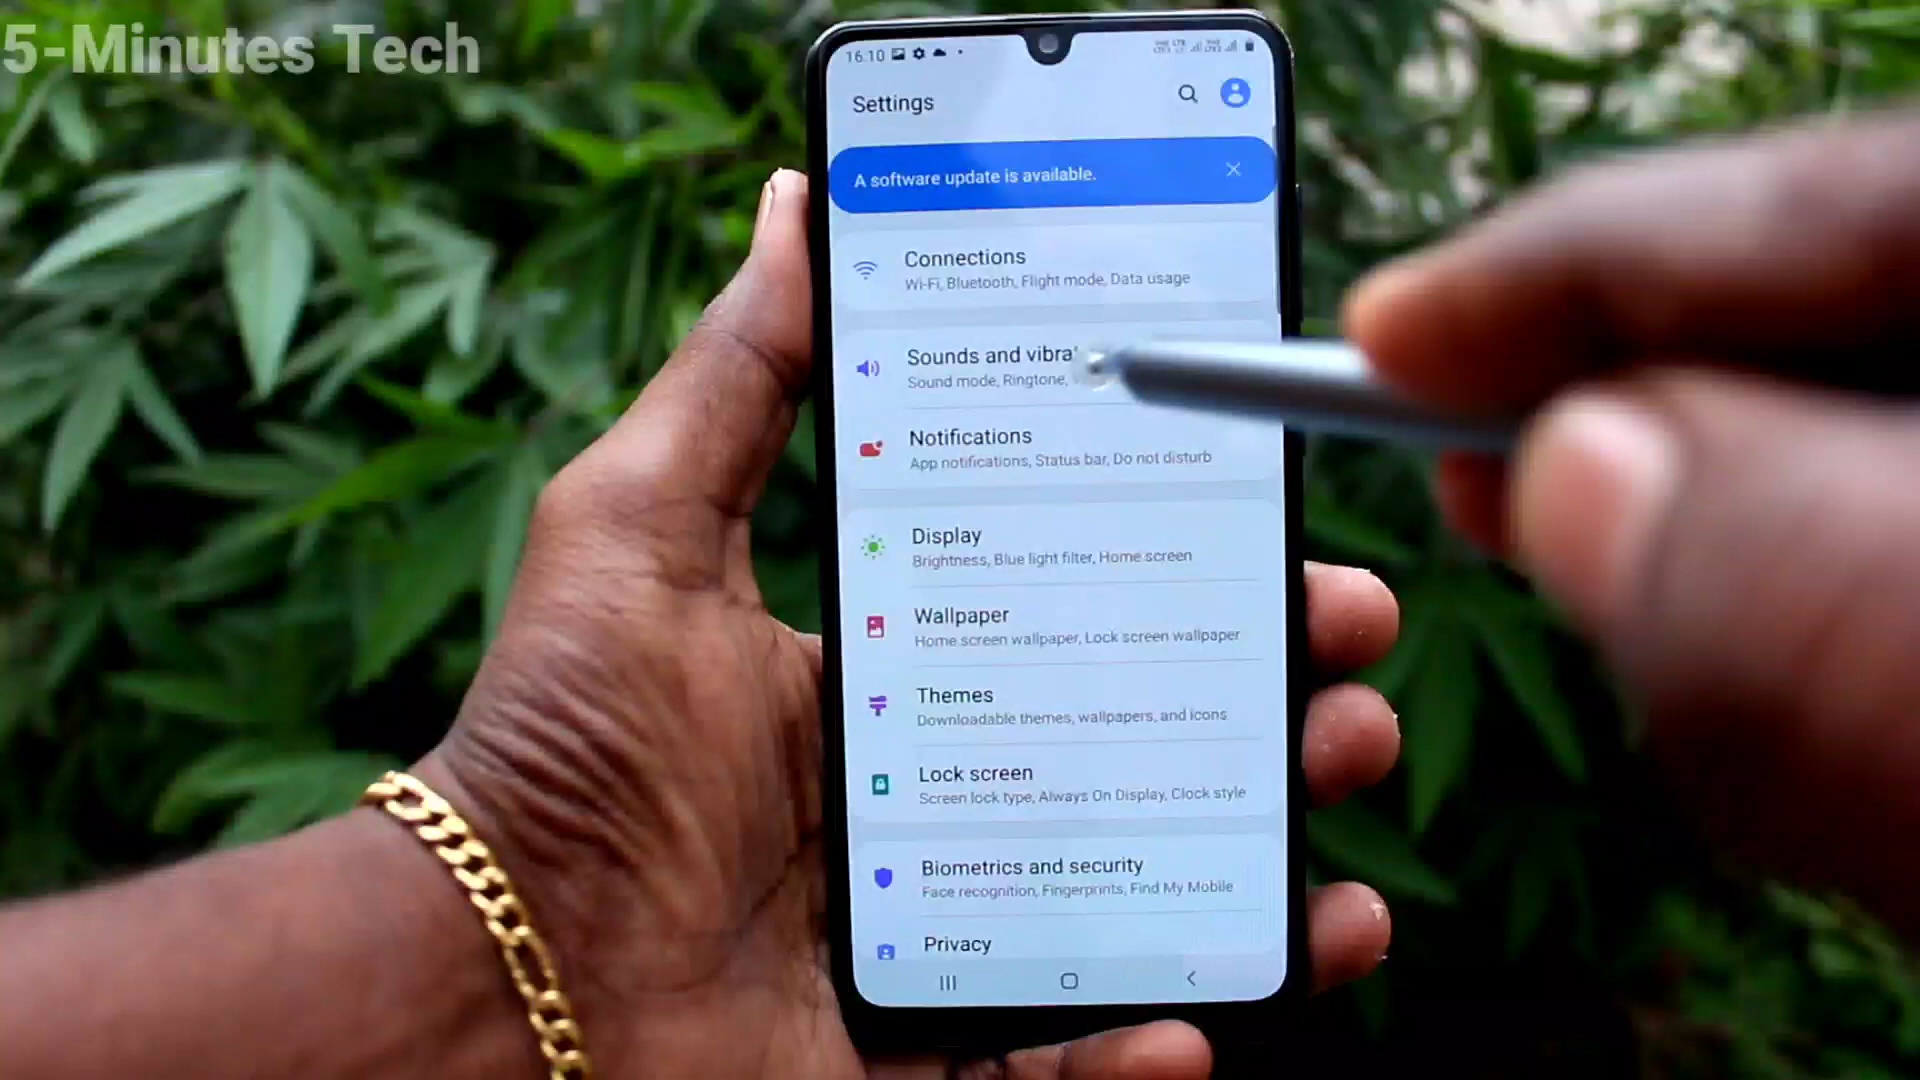 5-Minutes Tech
16:10
Settings
A software update is available.
Connections
Wi-Fi, Bluetooth, Flight mode, Data usage
Sounds and vibra
Sound mode, Ringtone,
Notifications
App notifications, Status bar, Do not disturb
Display
Brightness, Blue light filter, Home screen
Wallpaper
Home screen wallpaper, Lock screen wallpaper
Themes
Downloadable themes, wallpapers, and icons
Lock screen
Screen lock type, Always On Display, Clock style
Biometrics and security
Face recognition, Fingerprints, Find My Mobile
Privacy